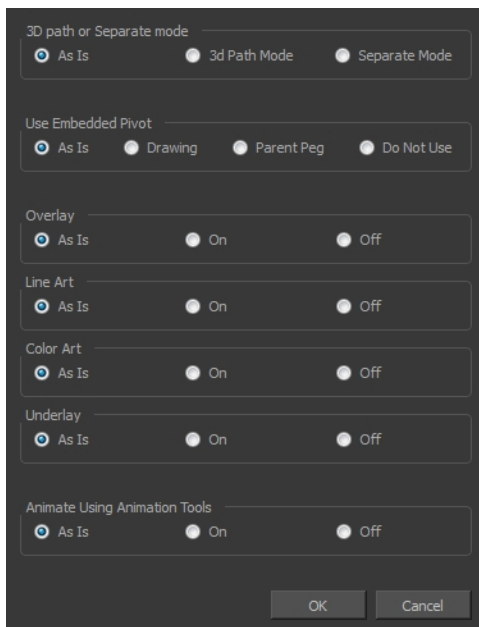 3D path or Separate mode
As Is 3d Path Mode Separate Mode
Use Embedded Pivot
As Is Drawing Parent Peg Do Not Use
Overlay
As Is On Off
Line Art
As Is On Off
Color Art
As Is On Off
Underlay
As Is On Off
Animate Using Animation Tools
As Is On Off
OK Cancel